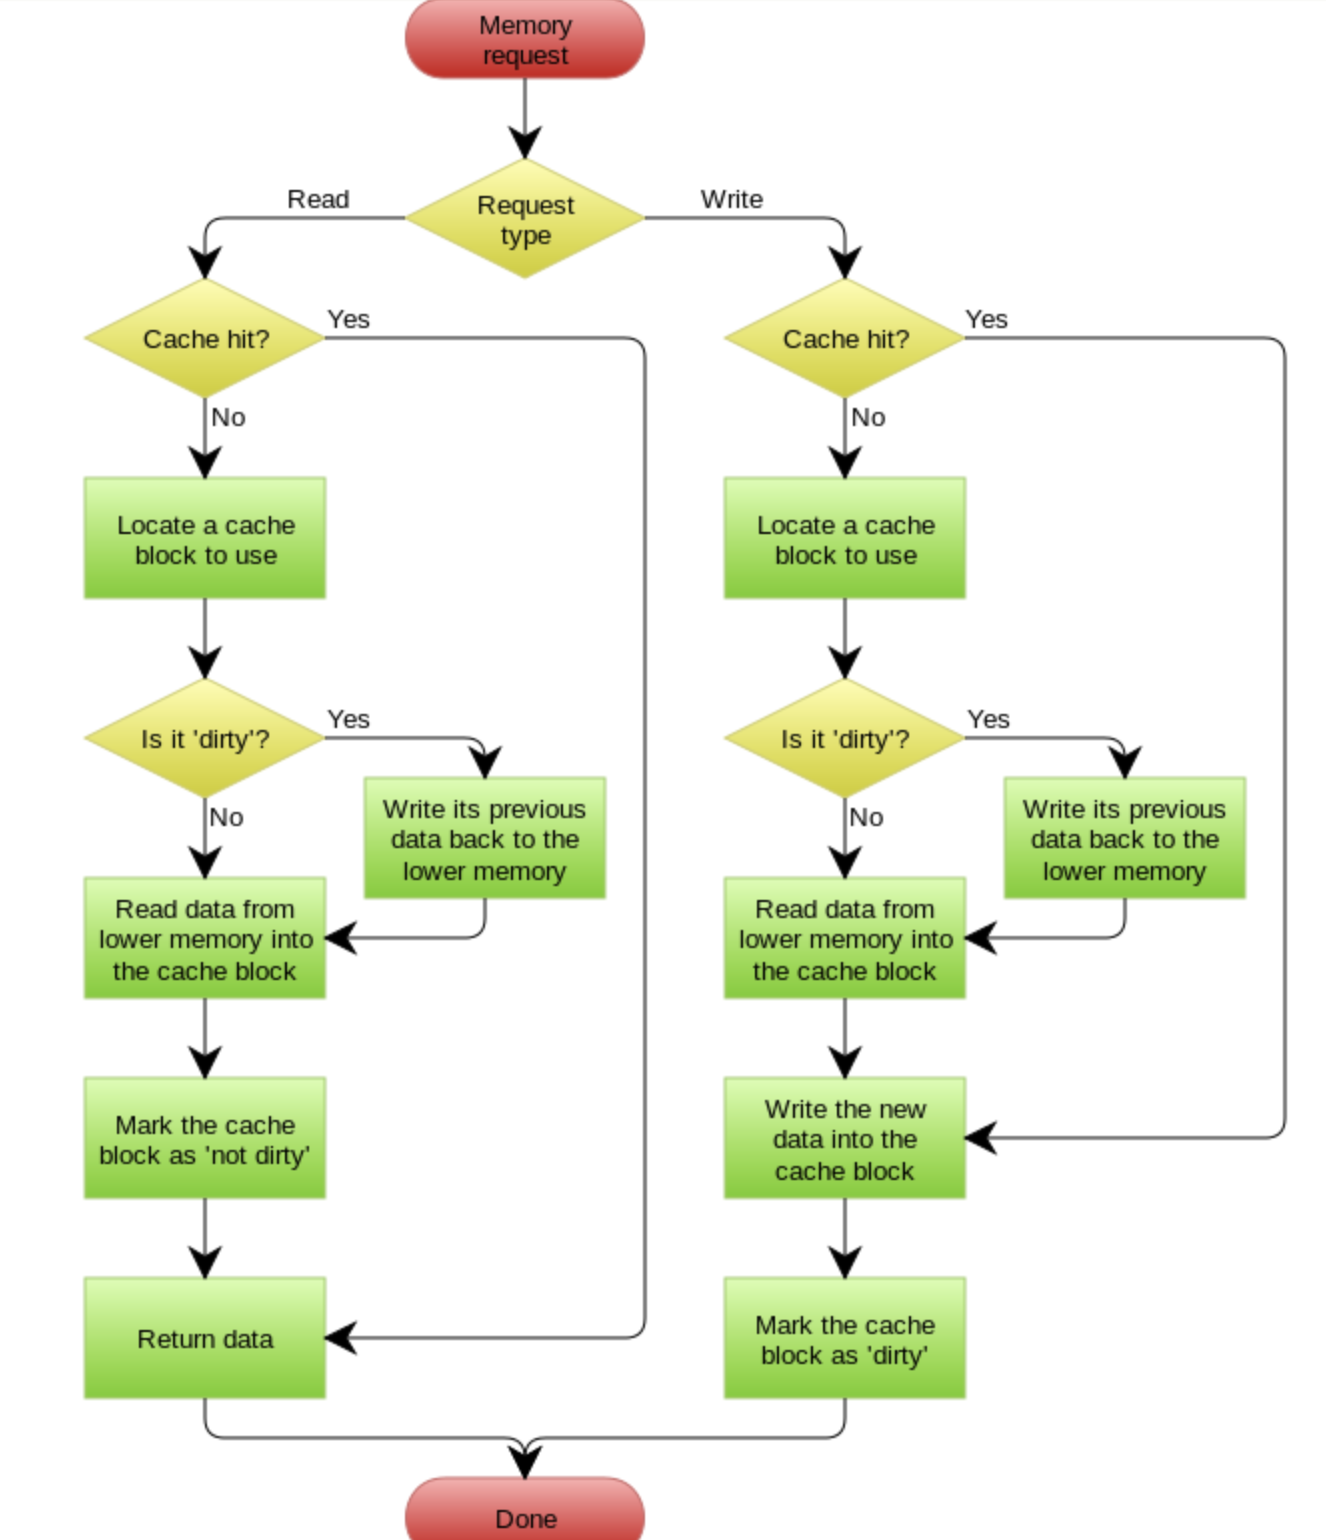 Memory
request
Request
type
Read
Write
Cache hit?
Yes
No
Cache hit?
Yes
No
Locate a cache
block to use
Locate a cache
block to use
Is it 'dirty'?
Yes
No
Write its previous
data back to the
lower memory
Is it 'dirty'?
Yes
No
Write its previous
data back to the
lower memory
Read data from
lower memory into
the cache block
Read data from
lower memory into
the cache block
Mark the cache
block as 'not dirty'
Write the new
data into the
cache block
Return data
Mark the cache
block as 'dirty'
Done